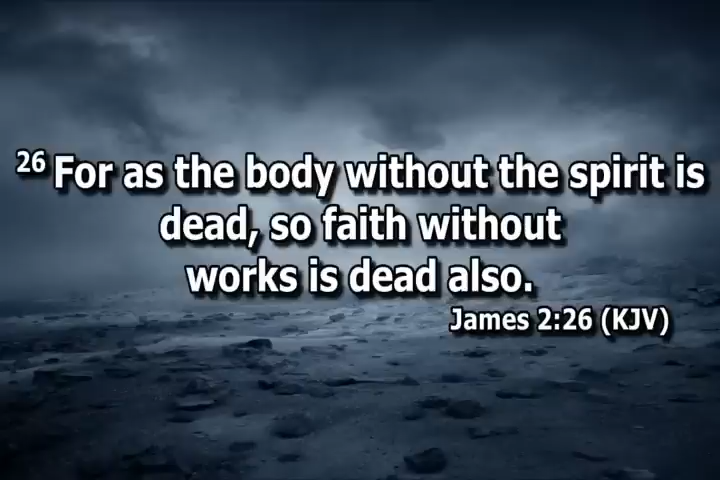 26 For as the body without the spirit is
dead, so faith without
works is dead also.
James 2:26 (KJV)